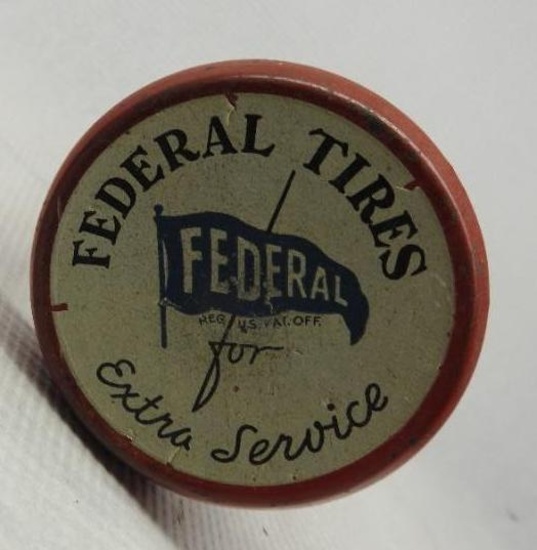 FEDERAL TIRES
FEDERAL
REG. U.S. PAT. OFF.
for
Extra Service